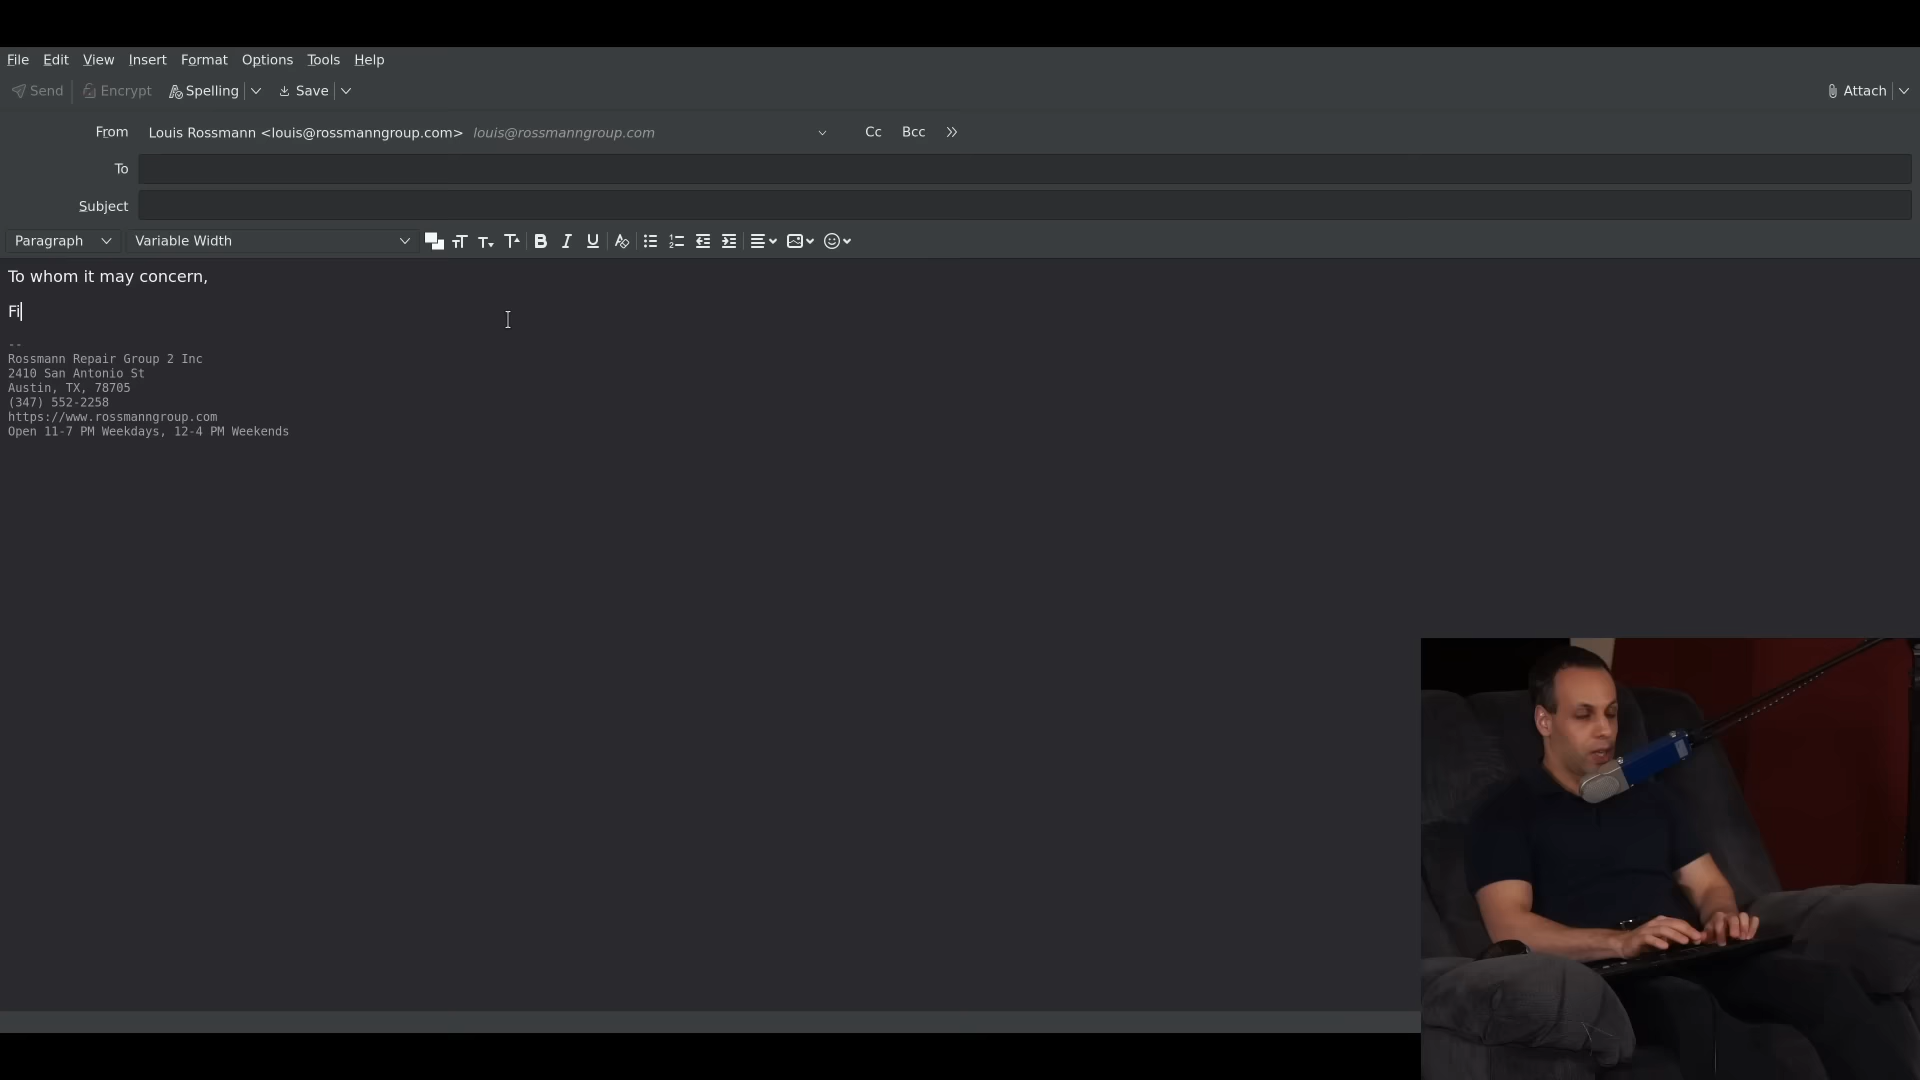 File Edit View Insert Format Options Tools Help
Send Encrypt Spelling Save Attach
From Louis Rossmann <louis@rossmanngroup.com> louis@rossmanngroup.com Cc Bcc
To
Subject
Paragraph Variable Width
To whom it may concern,
Fi
--
Rossmann Repair Group 2 Inc
2410 San Antonio St
Austin, TX, 78705
(347) 552-2258
https://www.rossmanngroup.com
Open 11-7 PM Weekdays, 12-4 PM Weekends